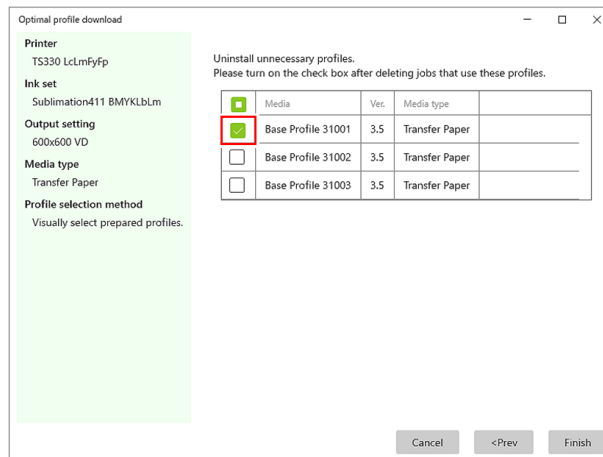 Optimal profile download
Printer
TS330 LcLmFyFp
Ink set
Sublimation411 BMYKLbLm
Output setting
600x600 VD
Media type
Transfer Paper
Profile selection method
Visually select prepared profiles.
Uninstall unnecessary profiles.
Please turn on the check box after deleting jobs that use these profiles.
Media Ver. Media type
Base Profile 31001 3.5 Transfer Paper
Base Profile 31002 3.5 Transfer Paper
Base Profile 31003 3.5 Transfer Paper
Cancel <Prev Finish